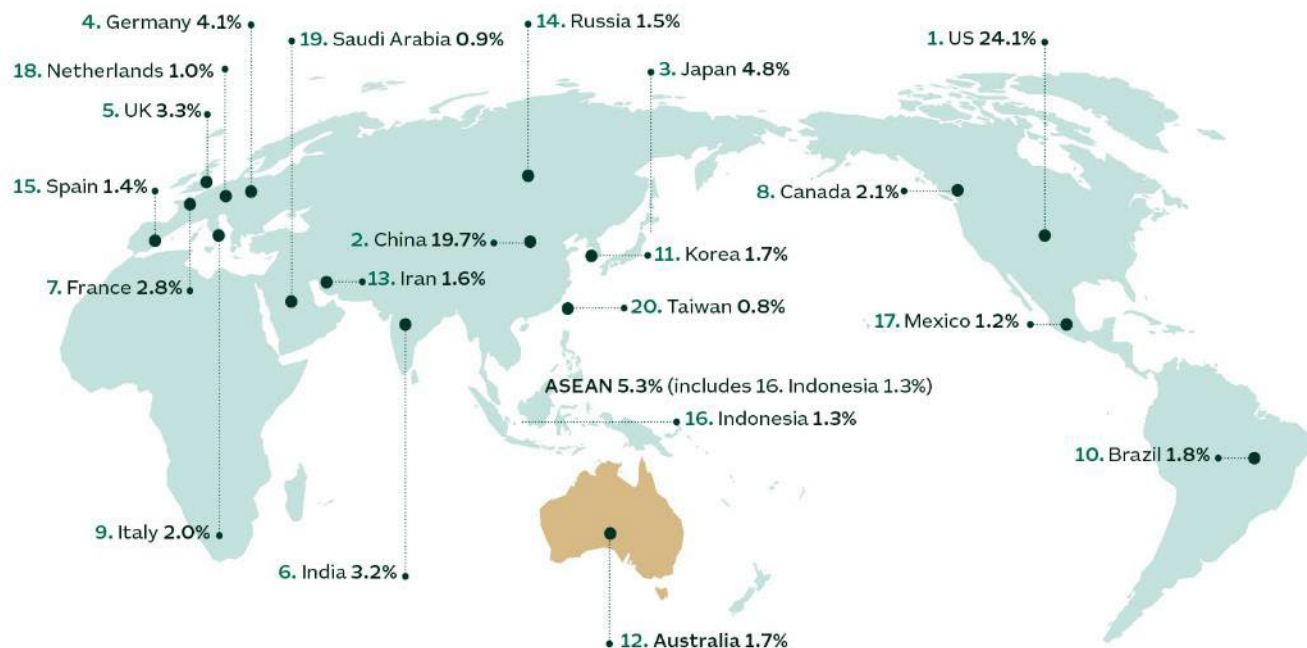 4. Germany 4.1%
14. Russia 1.5%
19. Saudi Arabia 0.9%
1. US 24.1%
18. Netherlands 1.0%
3. Japan 4.8%
5. UK 3.3%
15. Spain 1.4%
8. Canada 2.1%
2. China 19.7%
11. Korea 1.7%
13. Iran 1.6%
7. France 2.8%
20. Taiwan 0.8%
17. Mexico 1.2%
ASEAN 5.3% (includes 16. Indonesia 1.3%)
16. Indonesia 1.3%
10. Brazil 1.8%
9. Italy 2.0%
6. India 3.2%
12. Australia 1.7%